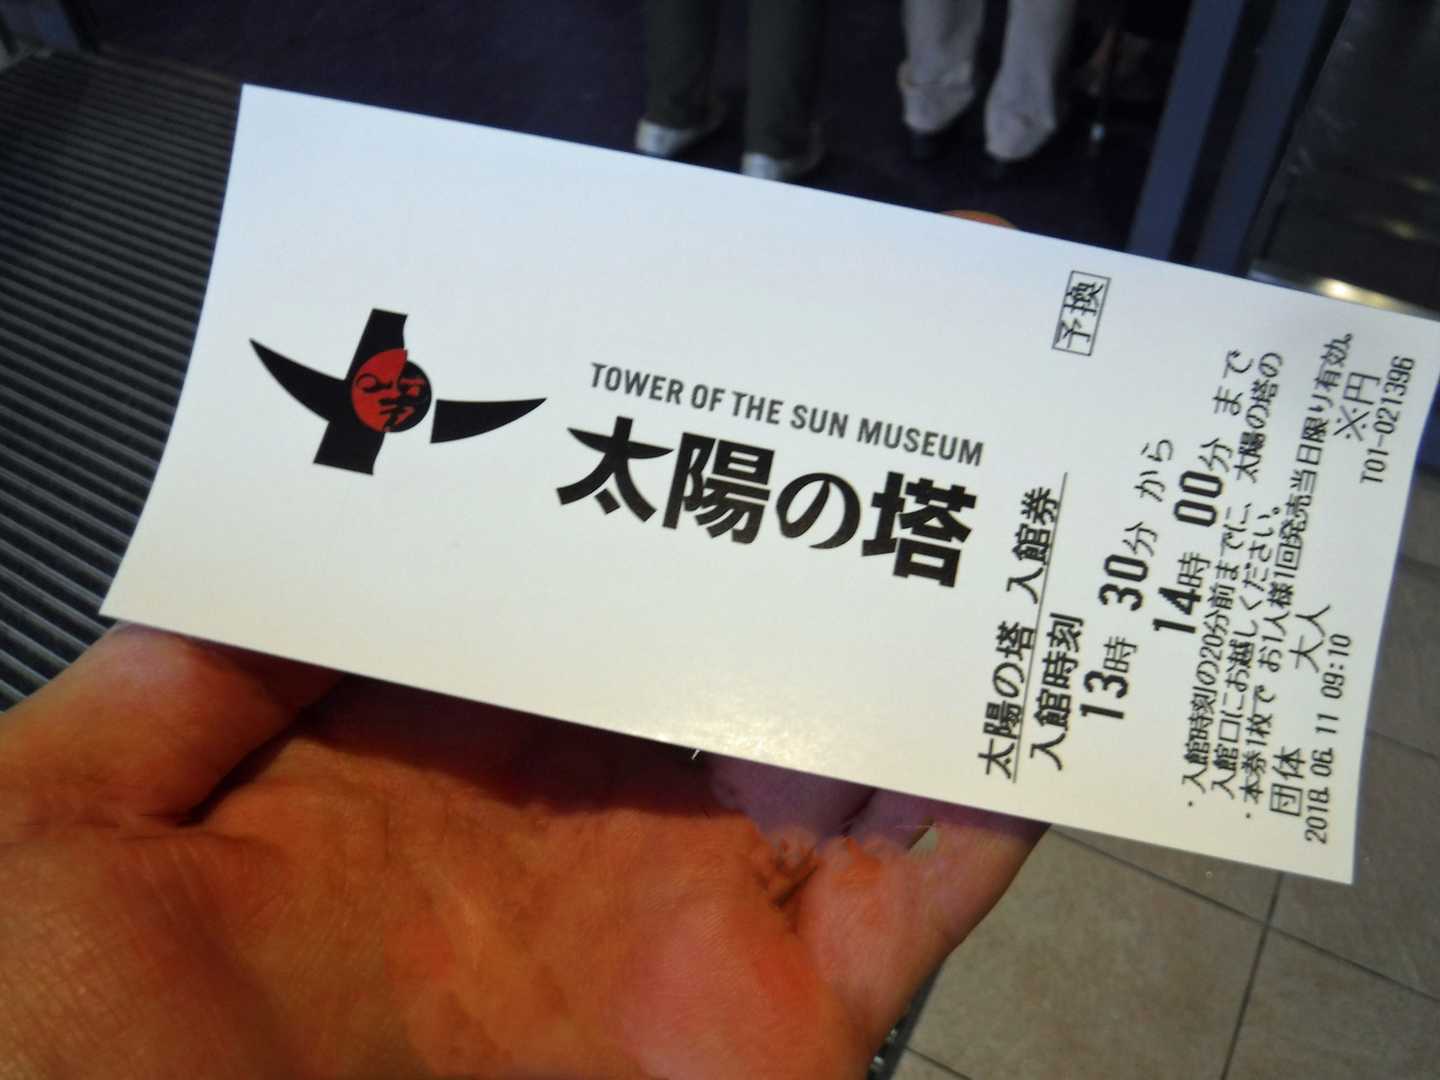 TOWER OF THE SUN MUSEUM
太陽の塔
予換
太陽の塔 入館券
入館時刻
13時 30分 から
14時 00分 まで
・入館時刻の20分前までに、太陽の塔の
入館口にお越しください。
・本券1枚で お1人様1回発売当日限り有効。
団体 大人 ※円
2018.06.11 09:10 T01-021396